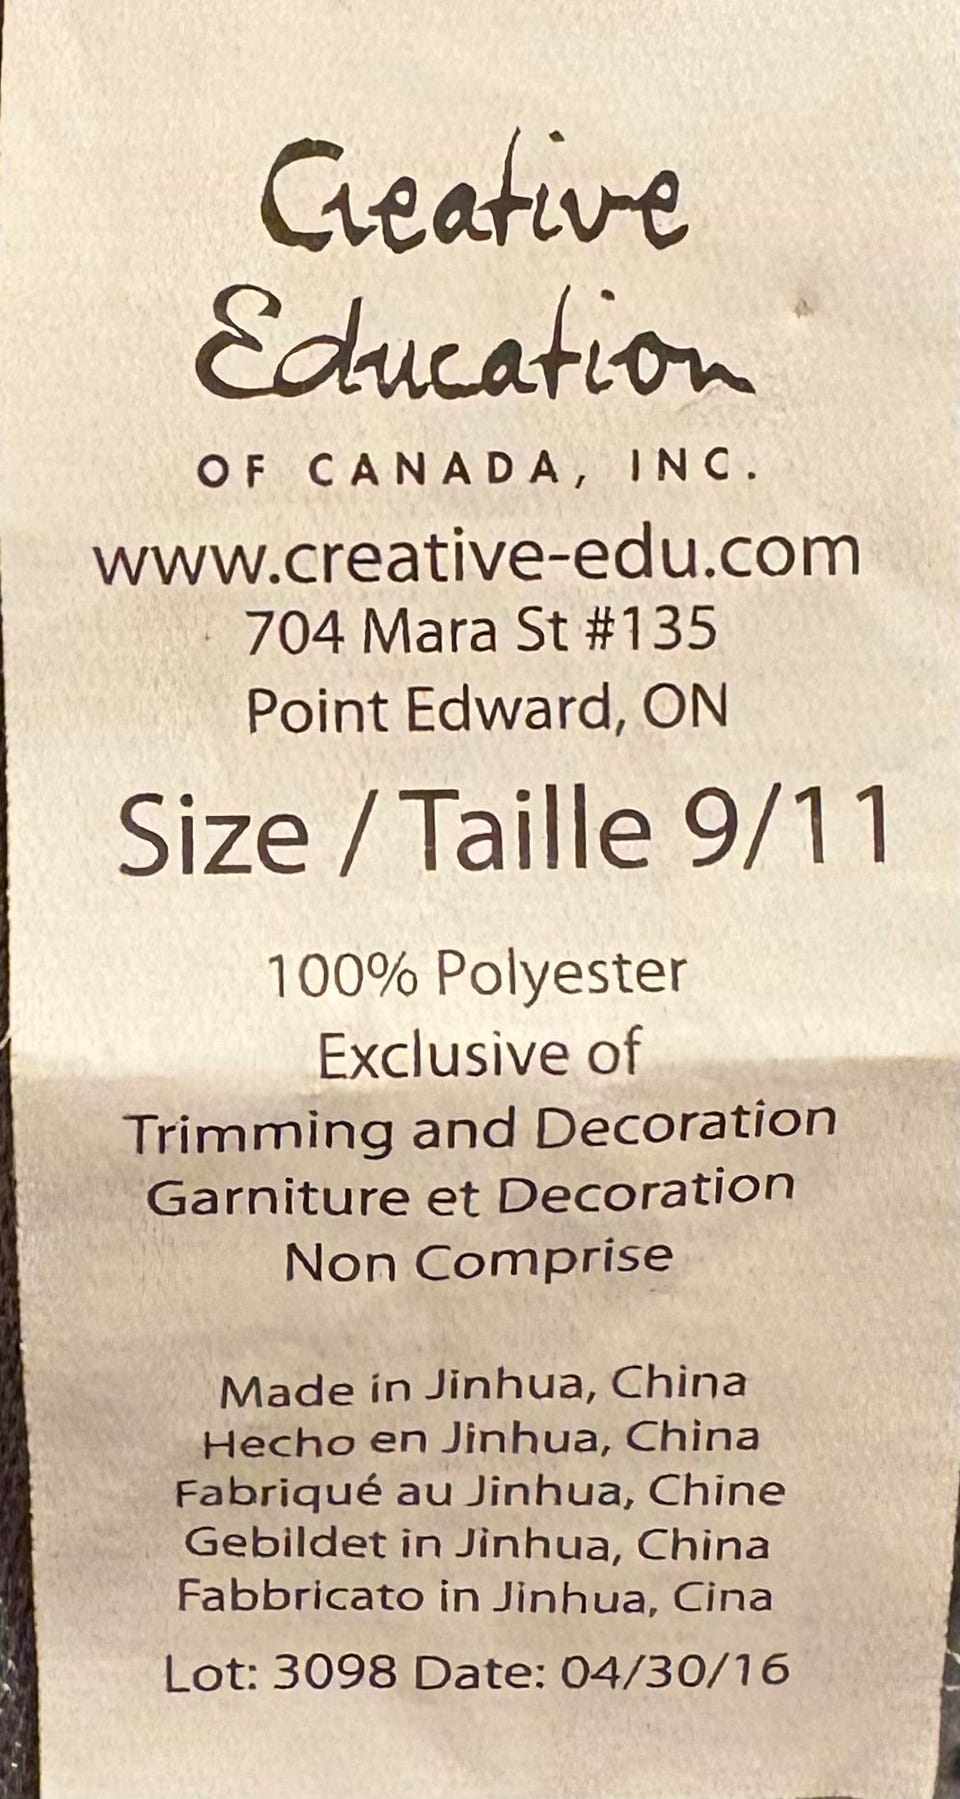 Creative
Education
OF CANADA, INC.
www.creative-edu.com
704 Mara St #135
Point Edward, ON
Size / Taille 9/11
100% Polyester
Exclusive of
Trimming and Decoration
Garniture et Decoration
Non Comprise
Made in Jinhua, China
Hecho en Jinhua, China
Fabriqué au Jinhua, Chine
Gebildet in Jinhua, China
Fabbricato in Jinhua, Cina
Lot: 3098 Date: 04/30/16